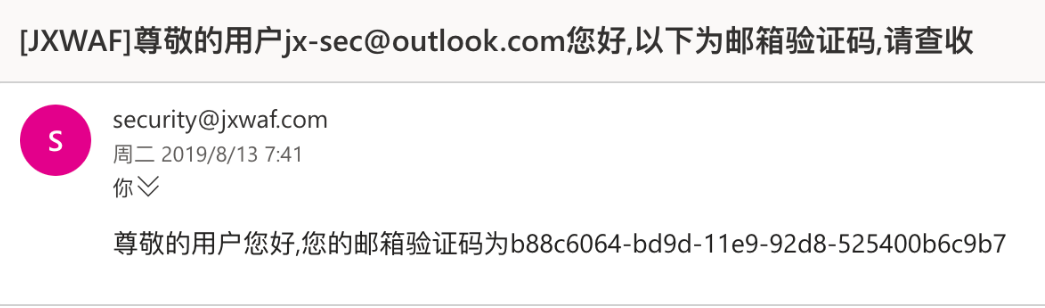 [JXWAF]尊敬的用户jx-sec@outlook.com您好,以下为邮箱验证码,请查收
S
security@jxwaf.com
周二 2019/8/13 7:41
你
尊敬的用户您好,您的邮箱验证码为b88c6064-bd9d-11e9-92d8-525400b6c9b7